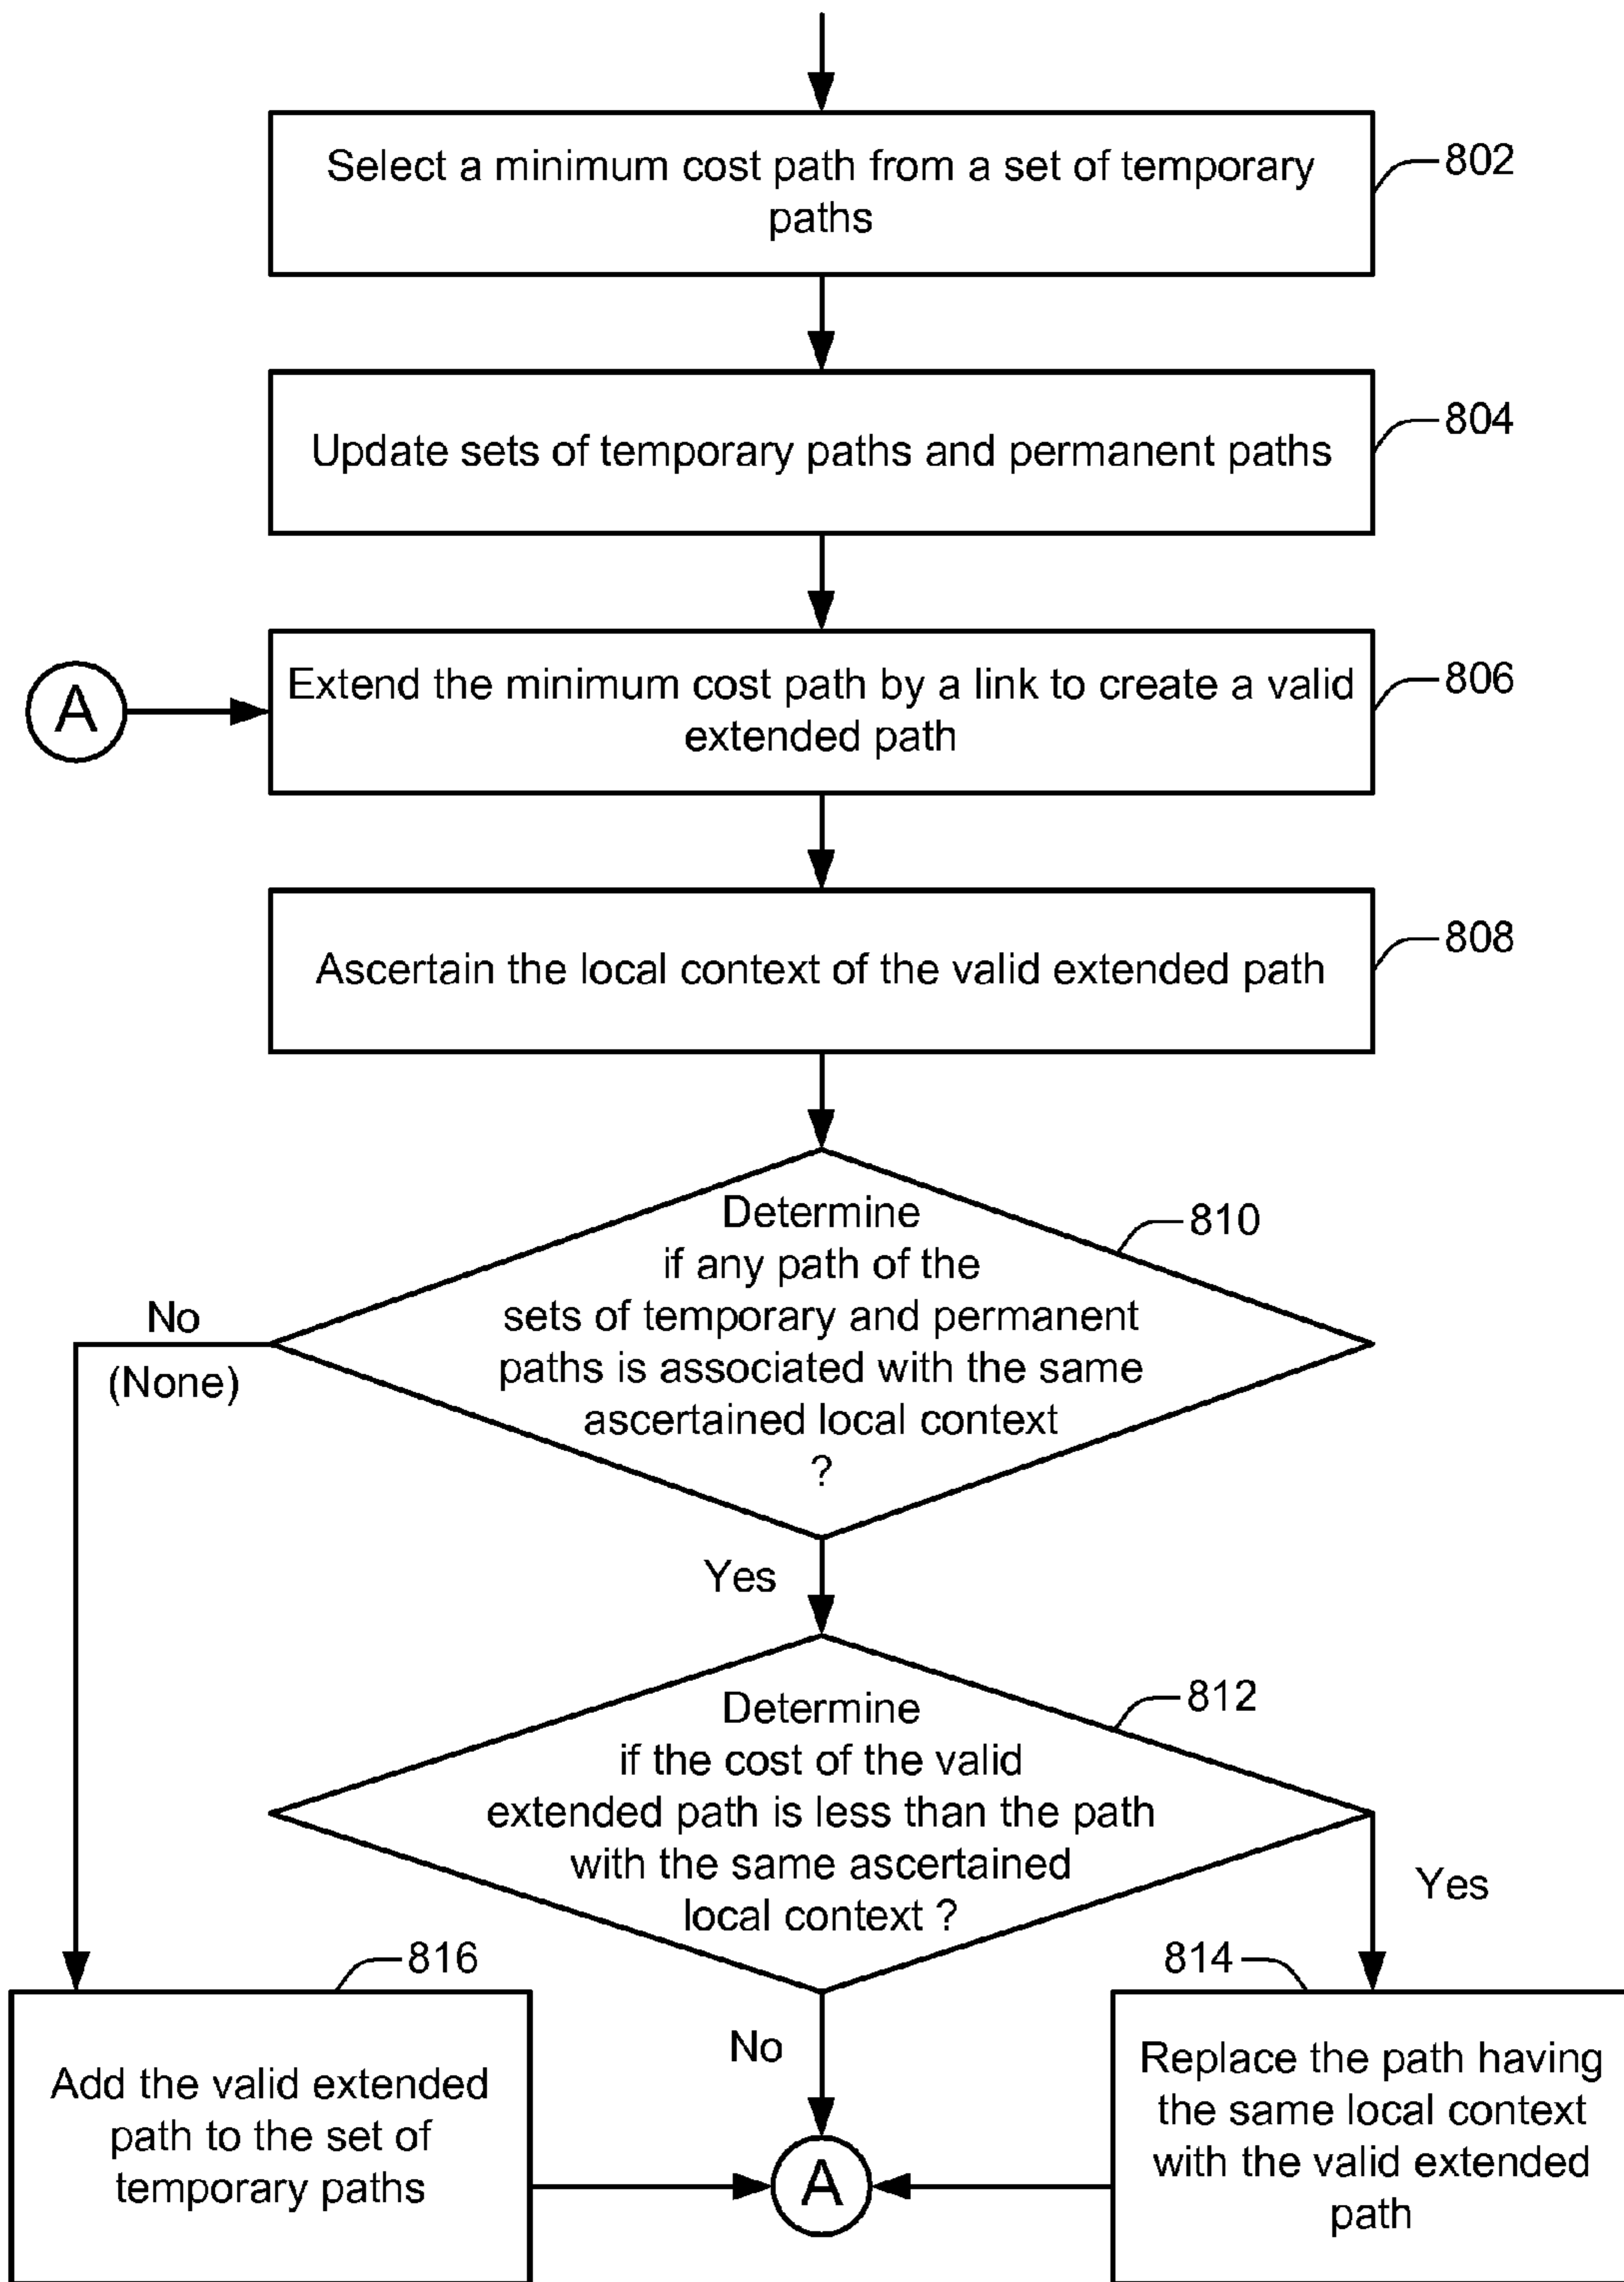 Select a minimum cost path from a set of temporary
paths
802
Update sets of temporary paths and permanent paths
804
A
Extend the minimum cost path by a link to create a valid
extended path
806
Ascertain the local context of the valid extended path
808
Determine
if any path of the
sets of temporary and permanent
paths is associated with the same
ascertained local context
?
810
No
(None)
Yes
Determine
if the cost of the valid
extended path is less than the path
with the same ascertained
local context ?
812
Yes
No
816
Add the valid extended
path to the set of
temporary paths
A
814
Replace the path having
the same local context
with the valid extended
path